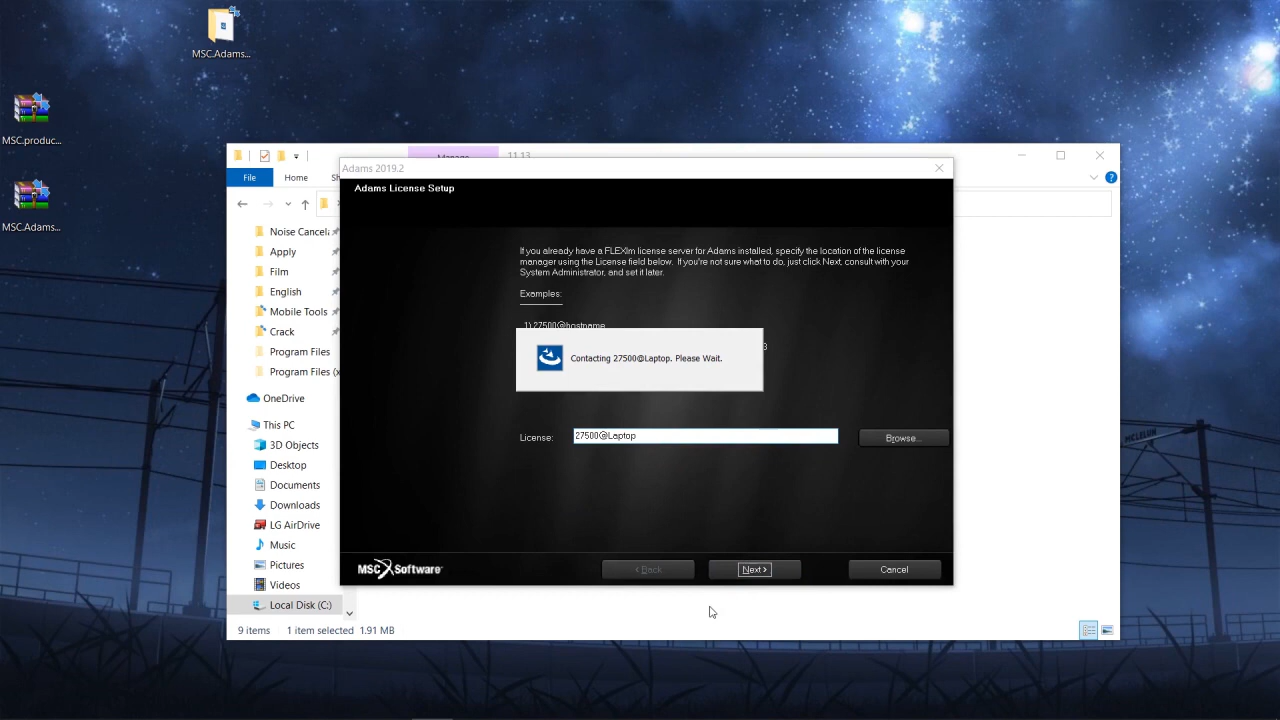 MSC.Adams...
MSC.produc...
MSC.Adams...
11.13
File
Home
Adams 2019.2
Adams License Setup
Noise Cancel
Apply
Film
English
Mobile Tools
Crack
Program Files
Program Files (x
OneDrive
This PC
3D Objects
Desktop
Documents
Downloads
LG AirDrive
Music
Pictures
Videos
Local Disk (C:)
If you already have a FLEXlm license server for Adams installed, specify the location of the license
manager using the License field below. If you're not sure what to do, just click Next, consult with your
System Administrator, and set it later.
Examples:
1) 27500@hostname
3
Contacting 27500@Laptop. Please Wait.
License:
27500@Laptop
Browse...
MSC Software
< Back
Next >
Cancel
9 items 1 item selected 1.91 MB